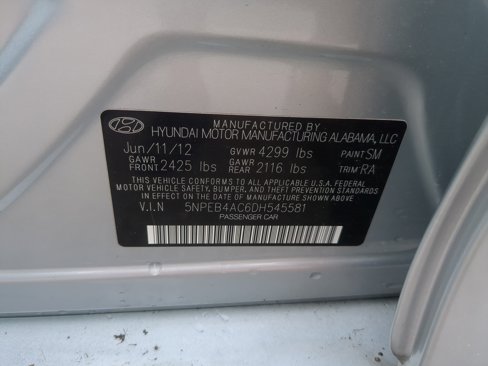 MANUFACTURED BY
HYUNDAI MOTOR MANUFACTURING ALABAMA, LLC
Jun/11/12 GVWR 4299 lbs PAINT SM
GAWR FRONT 2425 lbs GAWR REAR 2116 lbs TRIM RA
THIS VEHICLE CONFORMS TO ALL APPLICABLE U.S.A. FEDERAL
MOTOR VEHICLE SAFETY, BUMPER, AND THEFT PREVENTION STANDARDS
IN EFFECT ON THE DATE OF MANUFACTURE SHOWN ABOVE
V.I.N 5NPEB4AC6DH545581
PASSENGER CAR